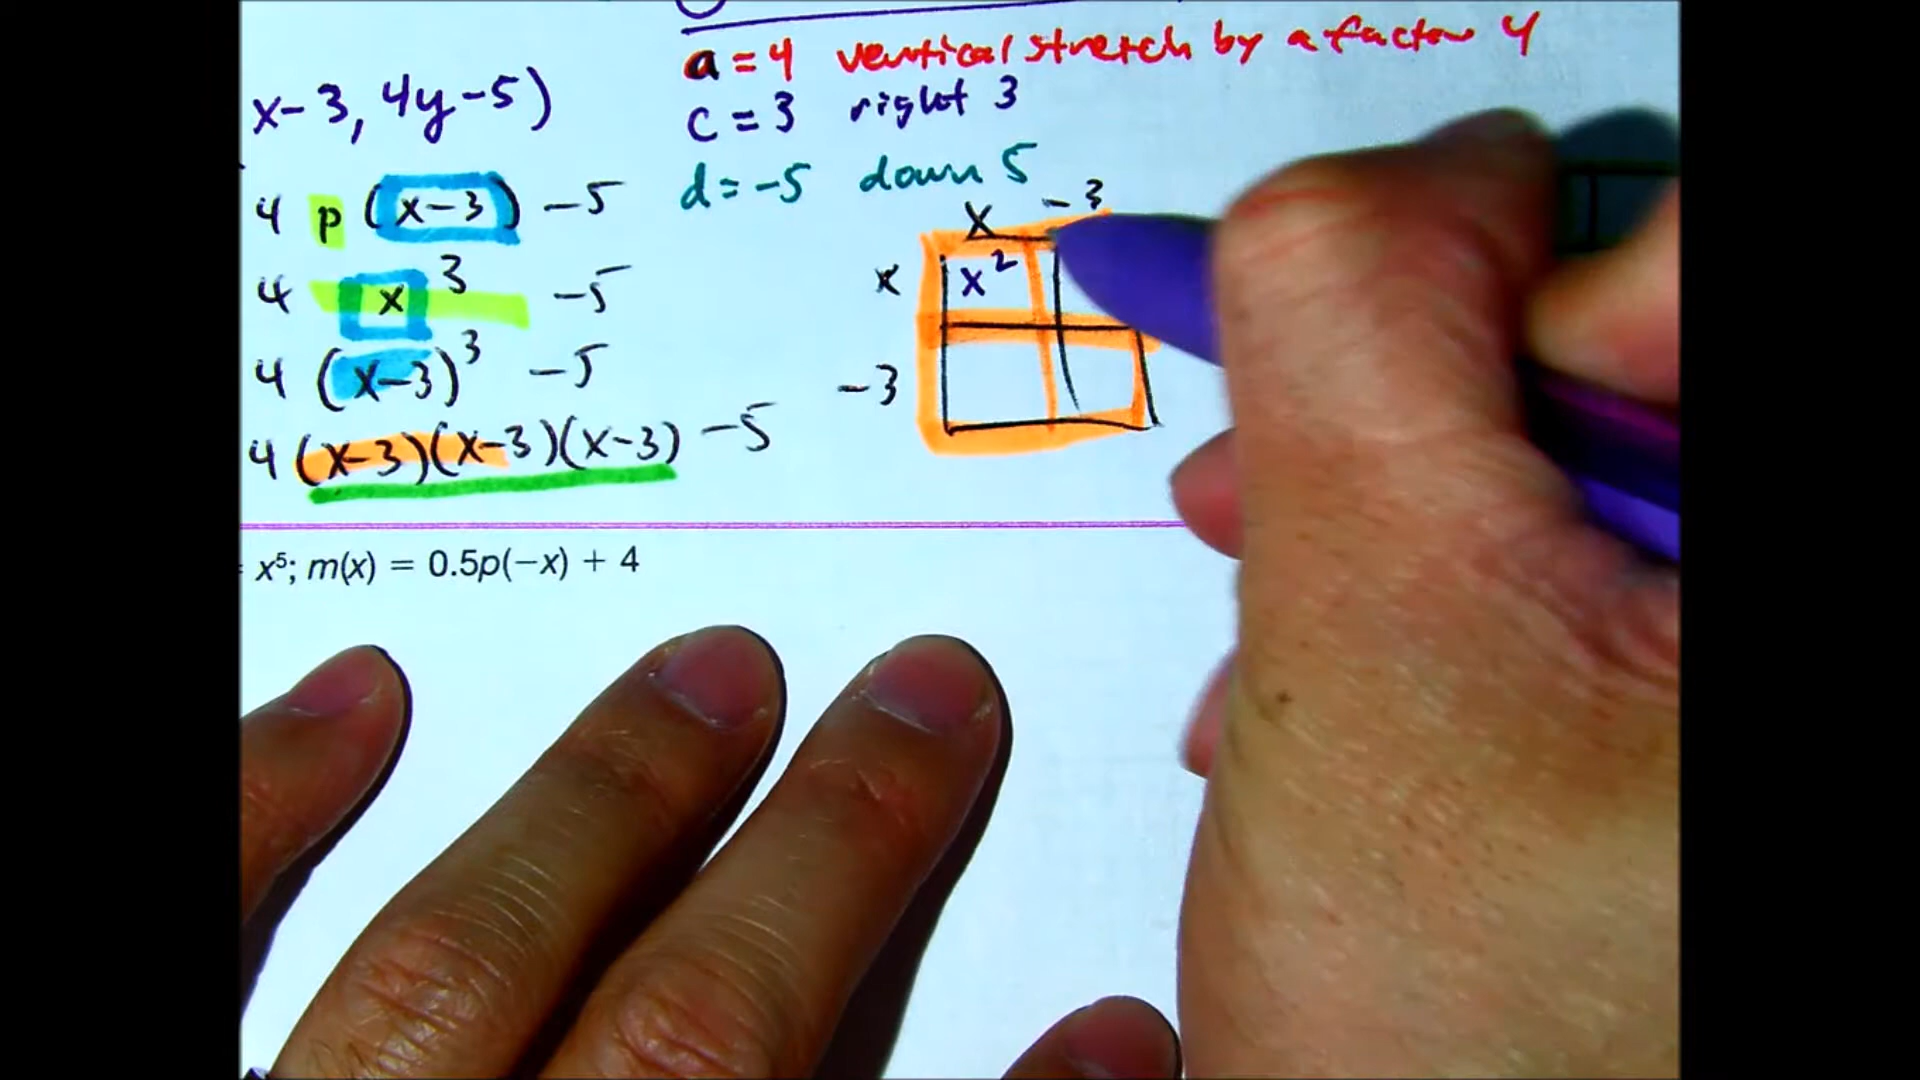 a = 4 vertical stretch by a factor 4
x-3, 4y-5)
c = 3 right 3
d = -5 down 5
4 p (x-3) -5
4 x³ -5
4 (x-3)³ -5
4 (x-3)(x-3)(x-3) -5
x -3
x x²
-3
x⁵; m(x) = 0.5p(−x) + 4